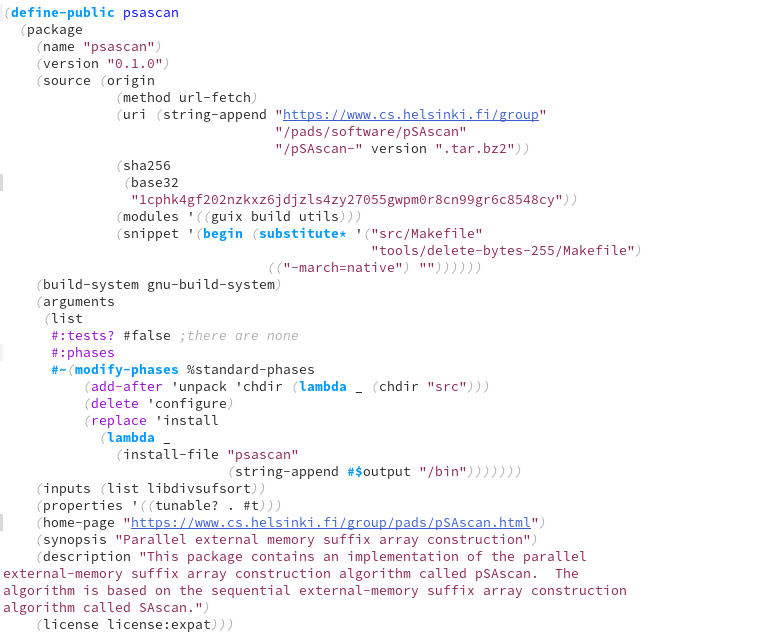 (define-public psascan
  (package
    (name "psascan")
    (version "0.1.0")
    (source (origin
              (method url-fetch)
              (uri (string-append "https://www.cs.helsinki.fi/group"
                                  "/pads/software/pSAscan"
                                  "/pSAscan-" version ".tar.bz2"))
              (sha256
               (base32
                "1cphk4gf202nzkxz6jdjzls4zy27055gwpm0r8cn99gr6c8548cy"))
              (modules '((guix build utils)))
              (snippet '(begin (substitute* '("src/Makefile"
                                              "tools/delete-bytes-255/Makefile")
                                 (("-march=native") ""))))))
    (build-system gnu-build-system)
    (arguments
     (list
      #:tests? #false ;there are none
      #:phases
      #~(modify-phases %standard-phases
          (add-after 'unpack 'chdir (lambda _ (chdir "src")))
          (delete 'configure)
          (replace 'install
            (lambda _
              (install-file "psascan"
                            (string-append #$output "/bin")))))))
    (inputs (list libdivsufsort))
    (properties '((tunable? . #t)))
    (home-page "https://www.cs.helsinki.fi/group/pads/pSAscan.html")
    (synopsis "Parallel external memory suffix array construction")
    (description "This package contains an implementation of the parallel
external-memory suffix array construction algorithm called pSAscan.  The
algorithm is based on the sequential external-memory suffix array construction
algorithm called SAscan.")
    (license license:expat)))